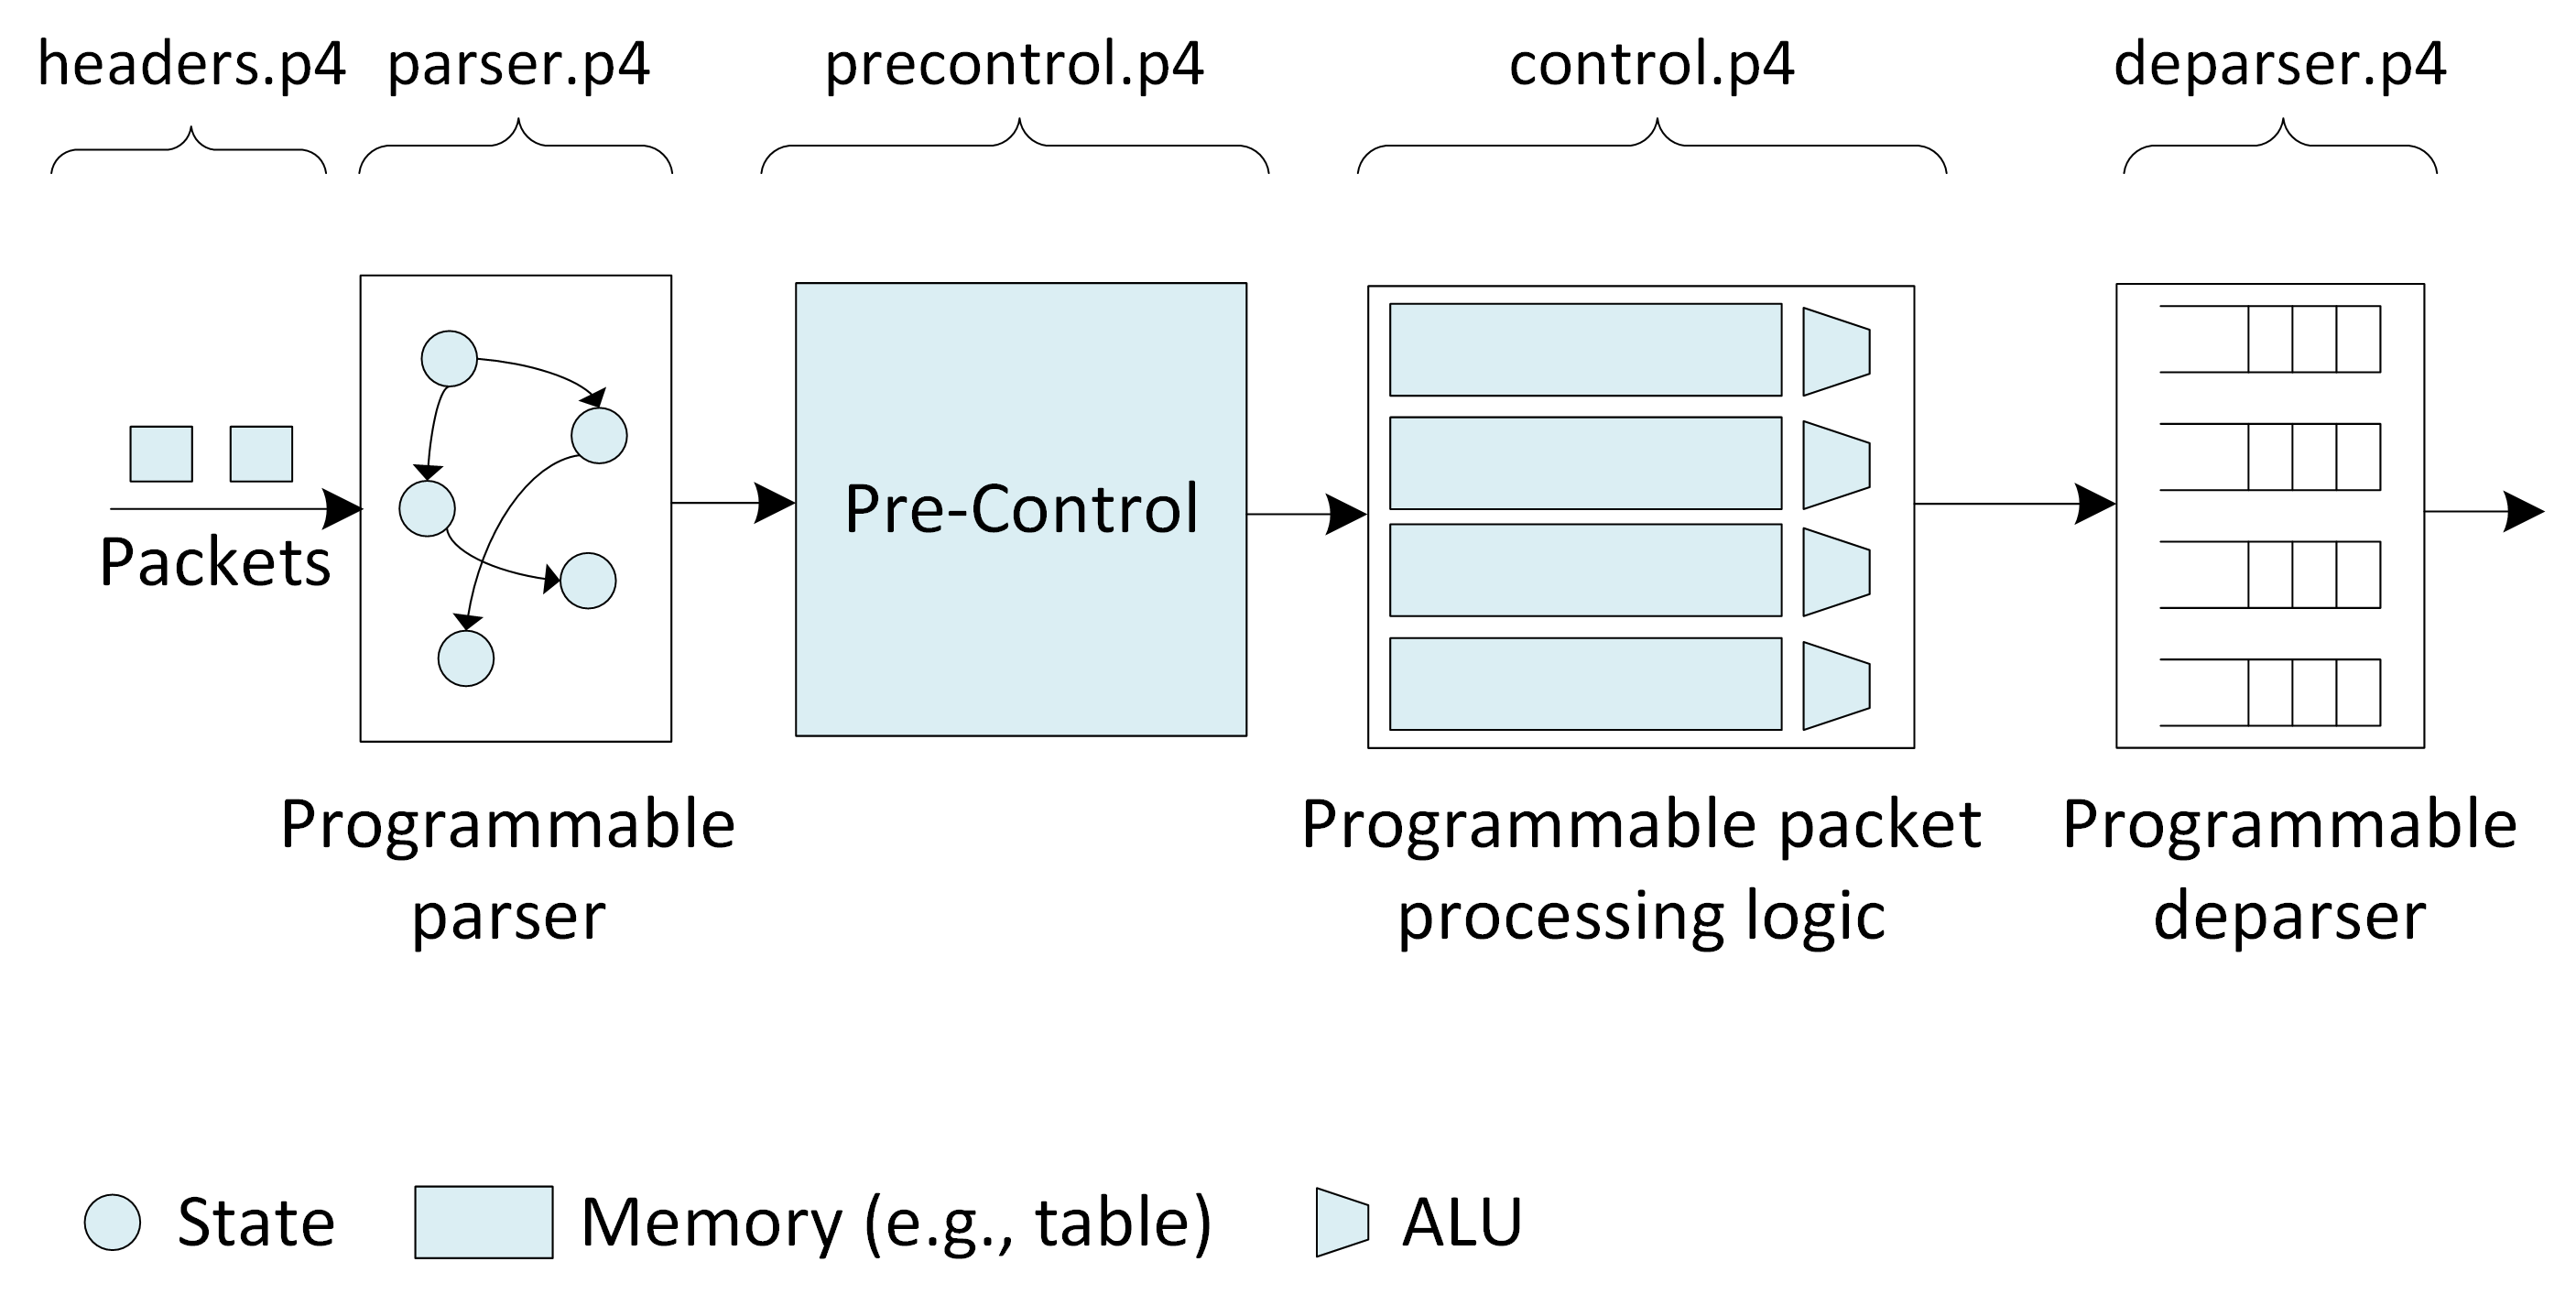 headers.p4 parser.p4 precontrol.p4 control.p4 deparser.p4
Packets
Pre-Control
Programmable
parser
Programmable packet
processing logic
Programmable
deparser
State Memory (e.g., table) ALU